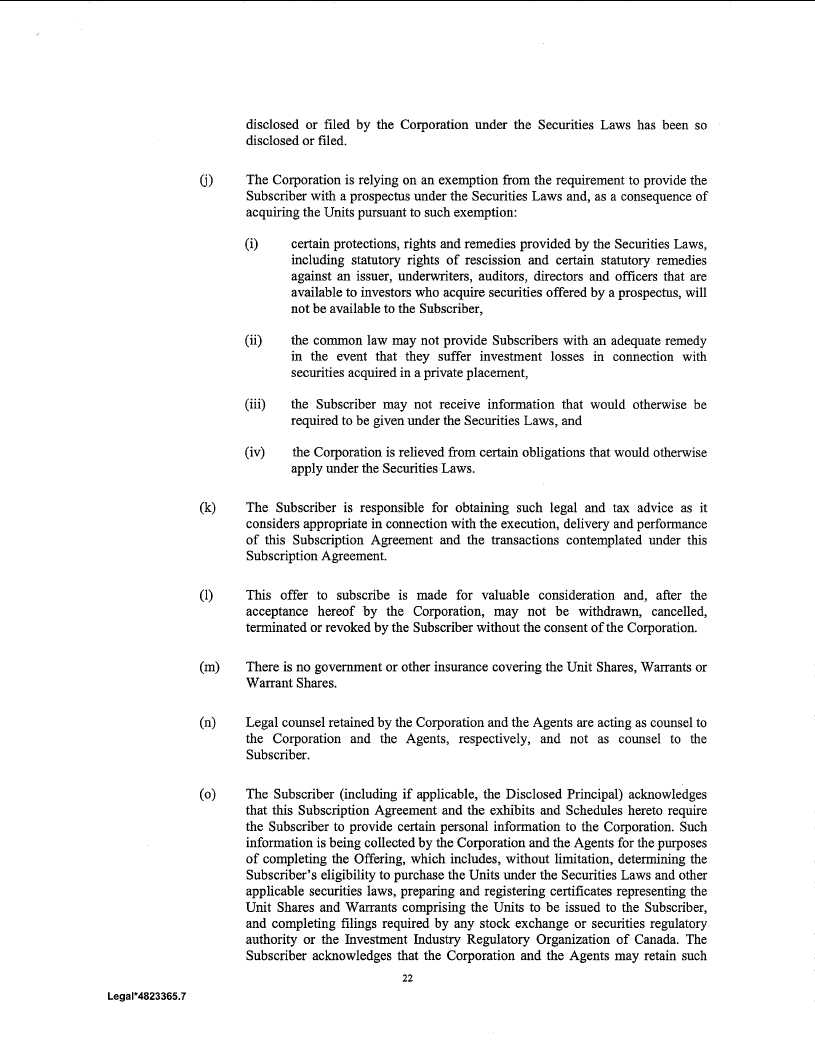 disclosed or filed by the Corporation under the Securities Laws has been so
disclosed or filed.
(j) The Corporation is relying on an exemption from the requirement to provide the
Subscriber with a prospectus under the Securities Laws and, as a consequence of
acquiring the Units pursuant to such exemption:
(i) certain protections, rights and remedies provided by the Securities Laws,
including statutory rights of rescission and certain statutory remedies
against an issuer, underwriters, auditors, directors and officers that are
available to investors who acquire securities offered by a prospectus, will
not be available to the Subscriber,
(ii) the common law may not provide Subscribers with an adequate remedy
in the event that they suffer investment losses in connection with
securities acquired in a private placement,
(iii) the Subscriber may not receive information that would otherwise be
required to be given under the Securities Laws, and
(iv) the Corporation is relieved from certain obligations that would otherwise
apply under the Securities Laws.
(k) The Subscriber is responsible for obtaining such legal and tax advice as it
considers appropriate in connection with the execution, delivery and performance
of this Subscription Agreement and the transactions contemplated under this
Subscription Agreement.
(l) This offer to subscribe is made for valuable consideration and, after the
acceptance hereof by the Corporation, may not be withdrawn, cancelled,
terminated or revoked by the Subscriber without the consent of the Corporation.
(m) There is no government or other insurance covering the Unit Shares, Warrants or
Warrant Shares.
(n) Legal counsel retained by the Corporation and the Agents are acting as counsel to
the Corporation and the Agents, respectively, and not as counsel to the
Subscriber.
(o) The Subscriber (including if applicable, the Disclosed Principal) acknowledges
that this Subscription Agreement and the exhibits and Schedules hereto require
the Subscriber to provide certain personal information to the Corporation. Such
information is being collected by the Corporation and the Agents for the purposes
of completing the Offering, which includes, without limitation, determining the
Subscriber's eligibility to purchase the Units under the Securities Laws and other
applicable securities laws, preparing and registering certificates representing the
Unit Shares and Warrants comprising the Units to be issued to the Subscriber,
and completing filings required by any stock exchange or securities regulatory
authority or the Investment Industry Regulatory Organization of Canada. The
Subscriber acknowledges that the Corporation and the Agents may retain such
22
Legal*4823365.7